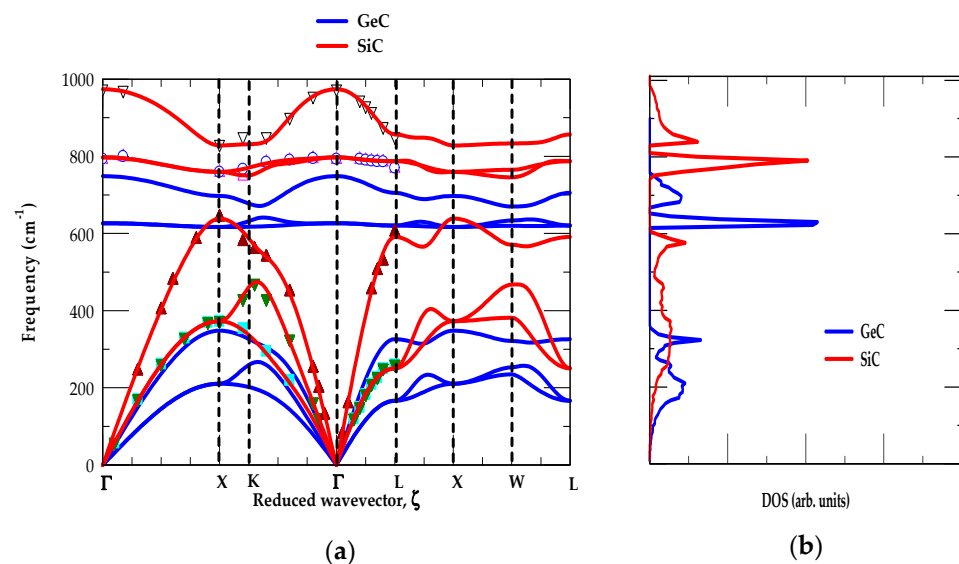 GeC
SiC
1000
800
600
400
200
0
Frequency (cm⁻¹)
Γ X K Γ L X W L
Reduced wavevector, ζ
(a)
GeC
SiC
DOS (arb. units)
(b)